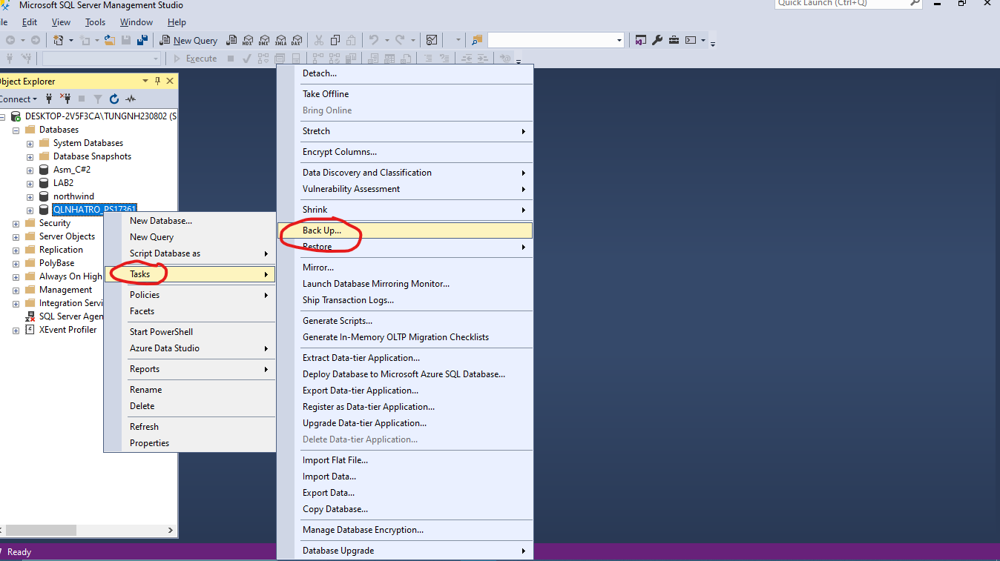 Microsoft SQL Server Management Studio
Quick Launch (Ctrl+Q)
ile Edit View Tools Window Help
New Query MDX DMX XMLA DAX
Execute
bject Explorer
Connect
DESKTOP-2V5F3CA\TUNGNH230802 (S
Databases
System Databases
Database Snapshots
Asm_C#2
LAB2
northwind
QLNHATRO_PS17361
Security
Server Objects
Replication
PolyBase
Always On High
Management
Integration Servi
SQL Server Agen
XEvent Profiler
New Database...
New Query
Script Database as
Tasks
Policies
Facets
Start PowerShell
Azure Data Studio
Reports
Rename
Delete
Refresh
Properties
Detach...
Take Offline
Bring Online
Stretch
Encrypt Columns...
Data Discovery and Classification
Vulnerability Assessment
Shrink
Back Up...
Restore
Mirror...
Launch Database Mirroring Monitor...
Ship Transaction Logs...
Generate Scripts...
Generate In-Memory OLTP Migration Checklists
Extract Data-tier Application...
Deploy Database to Microsoft Azure SQL Database...
Export Data-tier Application...
Register as Data-tier Application...
Upgrade Data-tier Application...
Delete Data-tier Application...
Import Flat File...
Import Data...
Export Data...
Copy Database...
Manage Database Encryption...
Database Upgrade
Ready